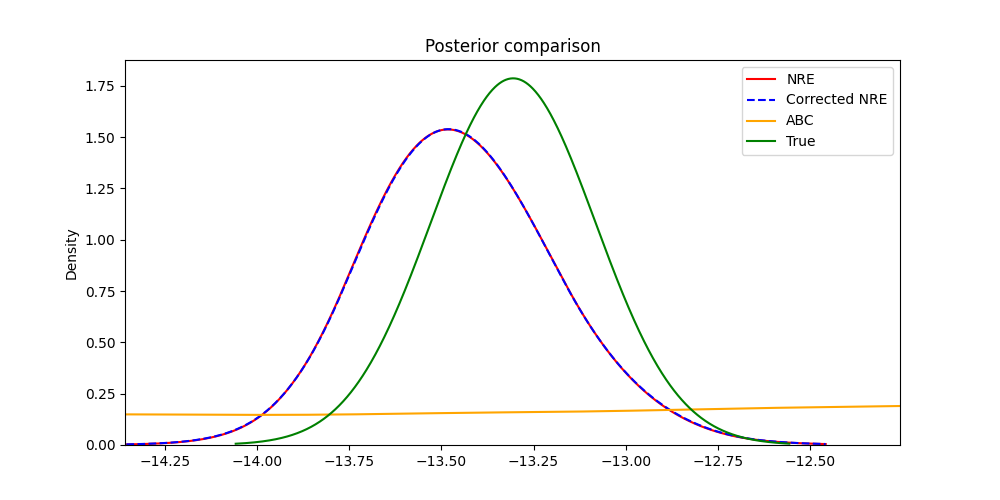 Posterior comparison
NRE
Corrected NRE
ABC
True
Density
1.75
1.50
1.25
1.00
0.75
0.50
0.25
0.00
−14.25 −14.00 −13.75 −13.50 −13.25 −13.00 −12.75 −12.50